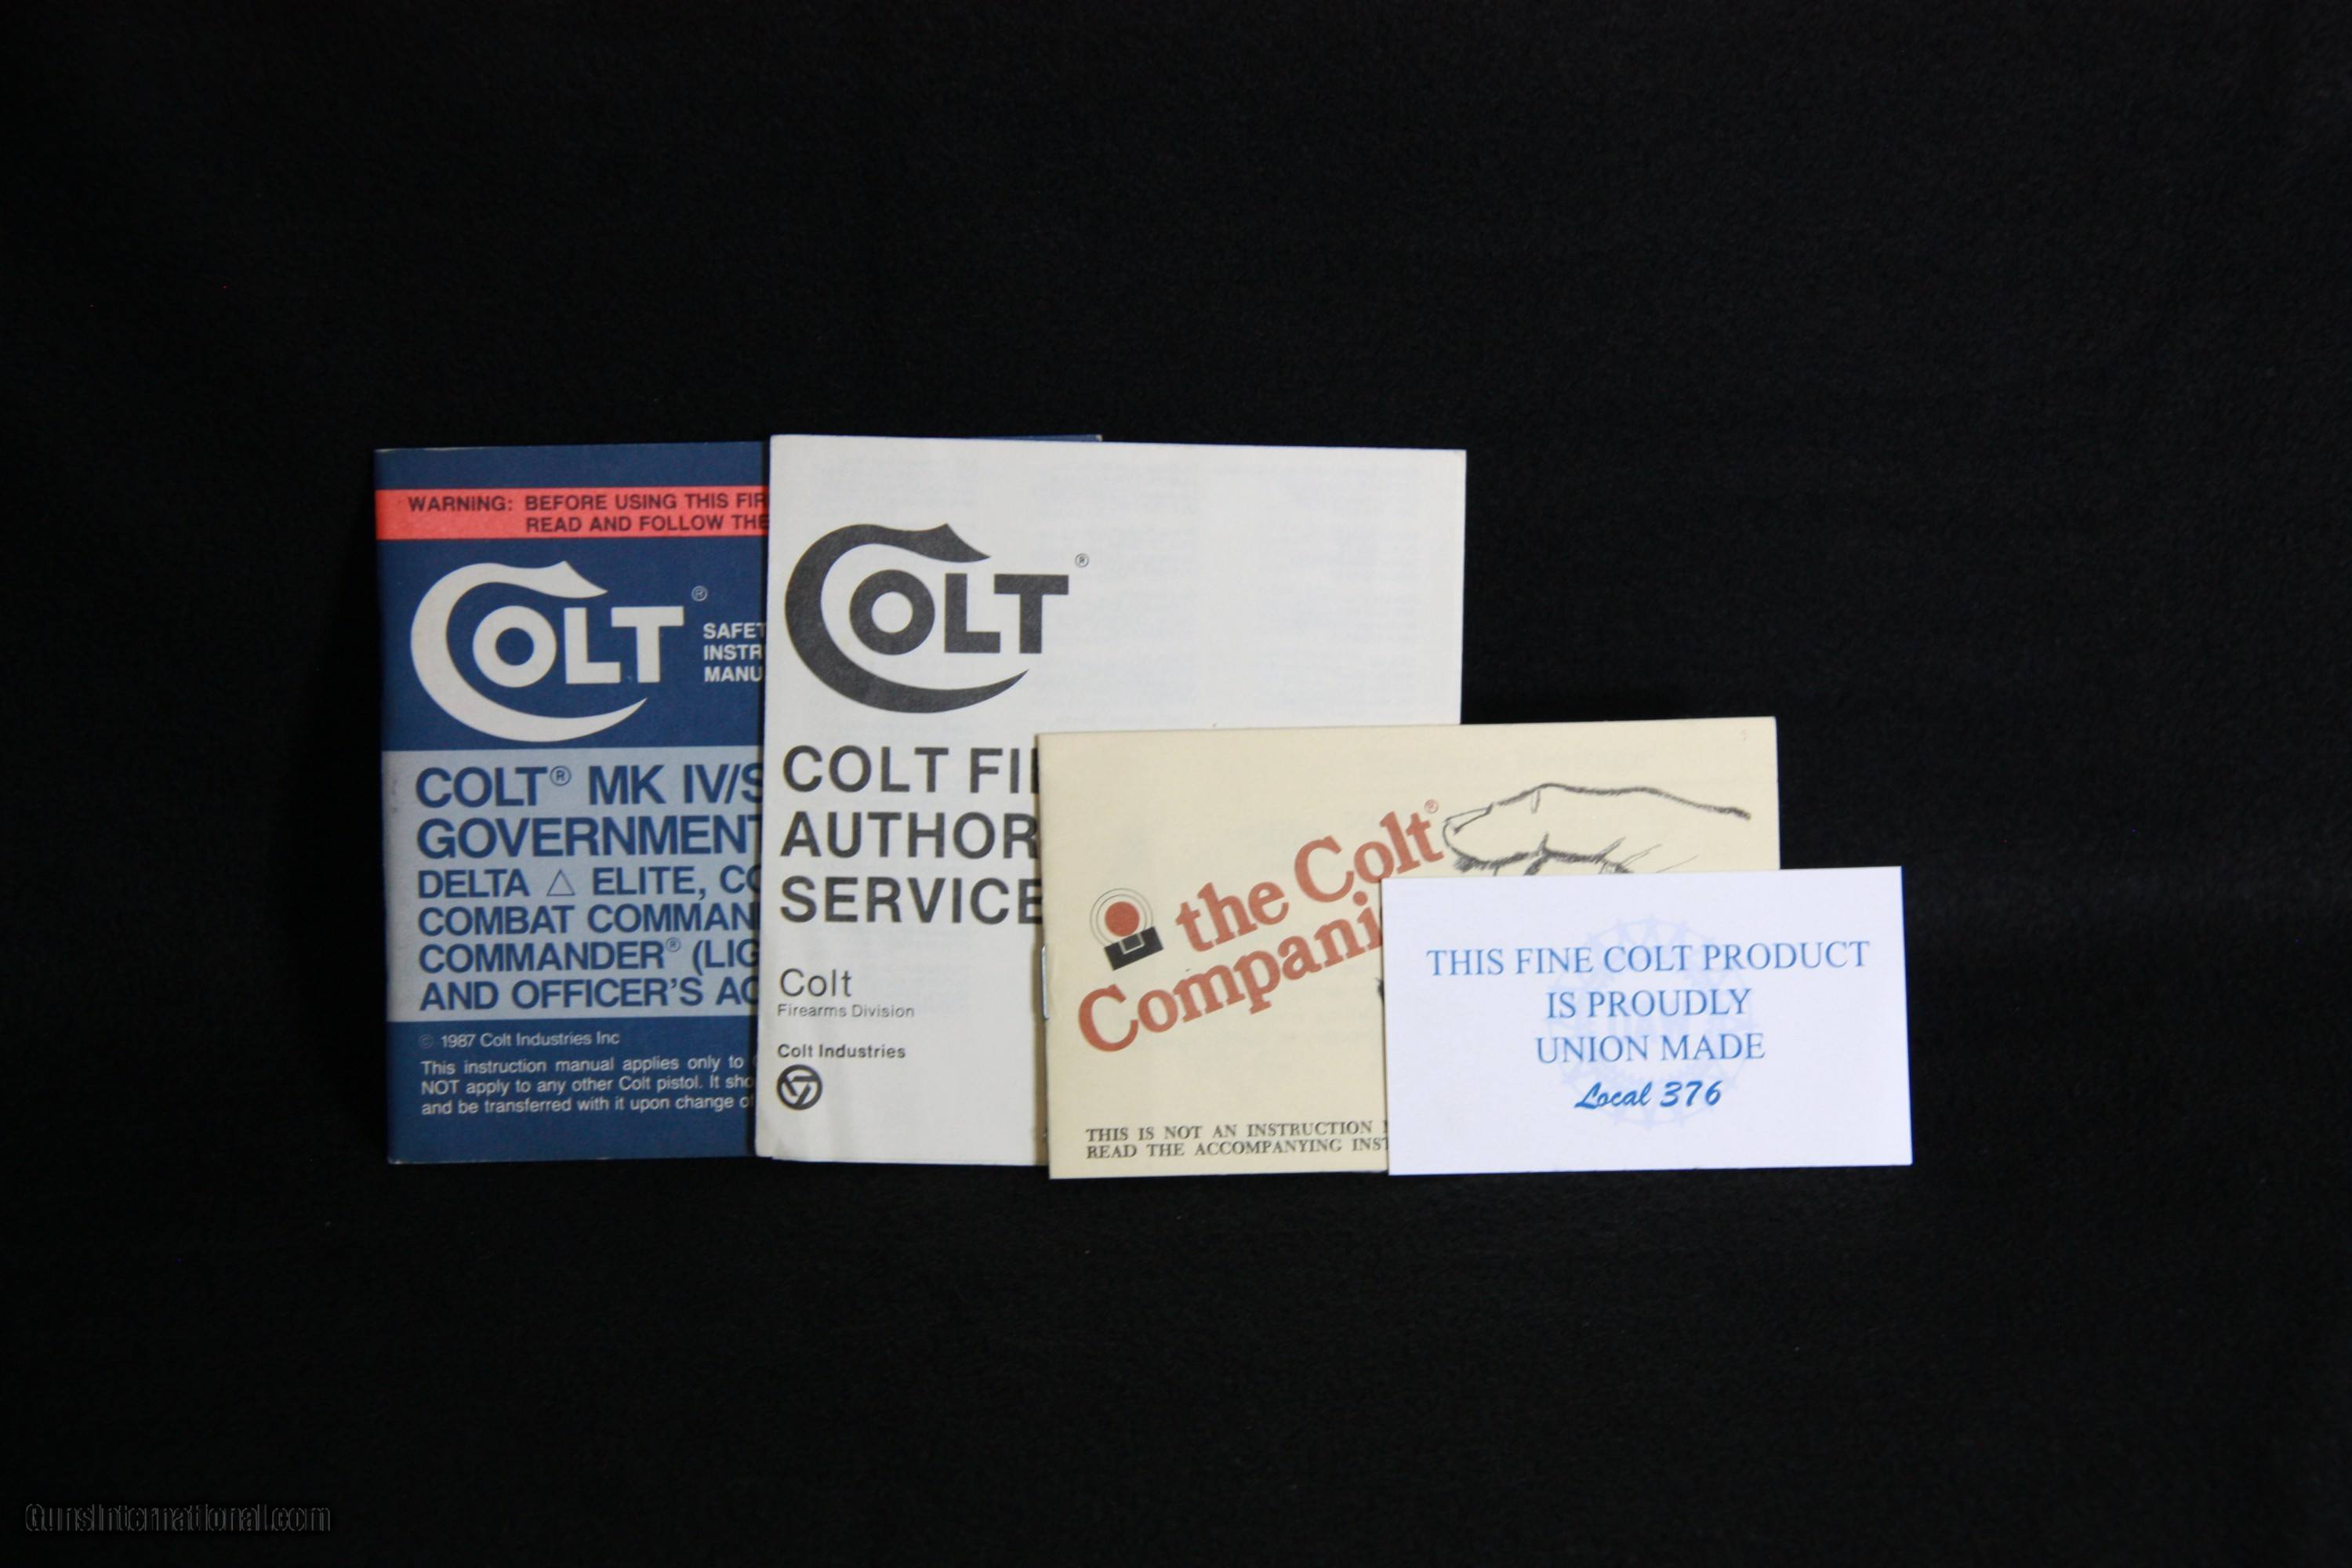 WARNING: BEFORE USING THIS FIR
READ AND FOLLOW THE
COLT®
SAFET
INSTR
MANU
COLT® MK IV/S
GOVERNMENT
DELTA △ ELITE, CO
COMBAT COMMAN
COMMANDER® (LIG
AND OFFICER'S AC
© 1987 Colt Industries Inc
This instruction manual applies only to
NOT apply to any other Colt pistol. It sho
and be transferred with it upon change of
COLT®
COLT FI
AUTHOR
SERVICE
Colt
Firearms Division
Colt Industries
the Colt®
Compani
THIS IS NOT AN INSTRUCTION
READ THE ACCOMPANYING INST
THIS FINE COLT PRODUCT
IS PROUDLY
UNION MADE
Local 376
GunsInternational.com